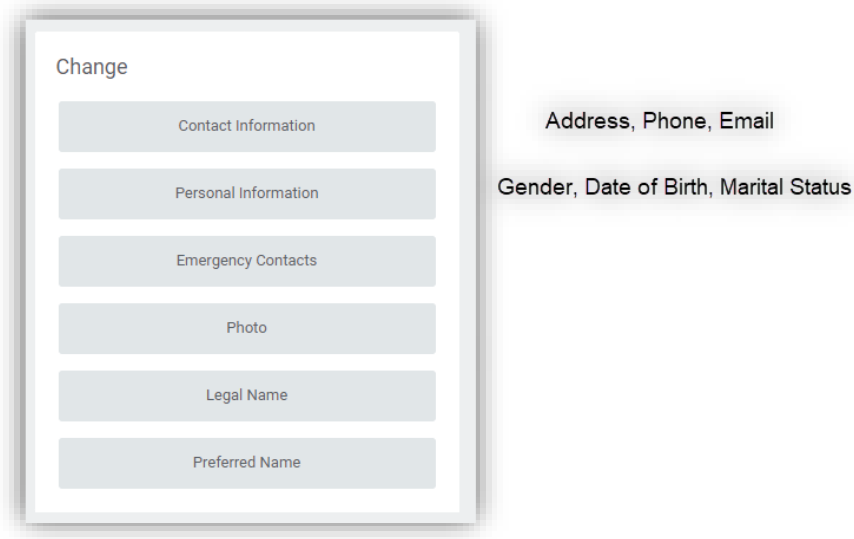 Change
Contact Information
Address, Phone, Email
Personal Information
Gender, Date of Birth, Marital Status
Emergency Contacts
Photo
Legal Name
Preferred Name